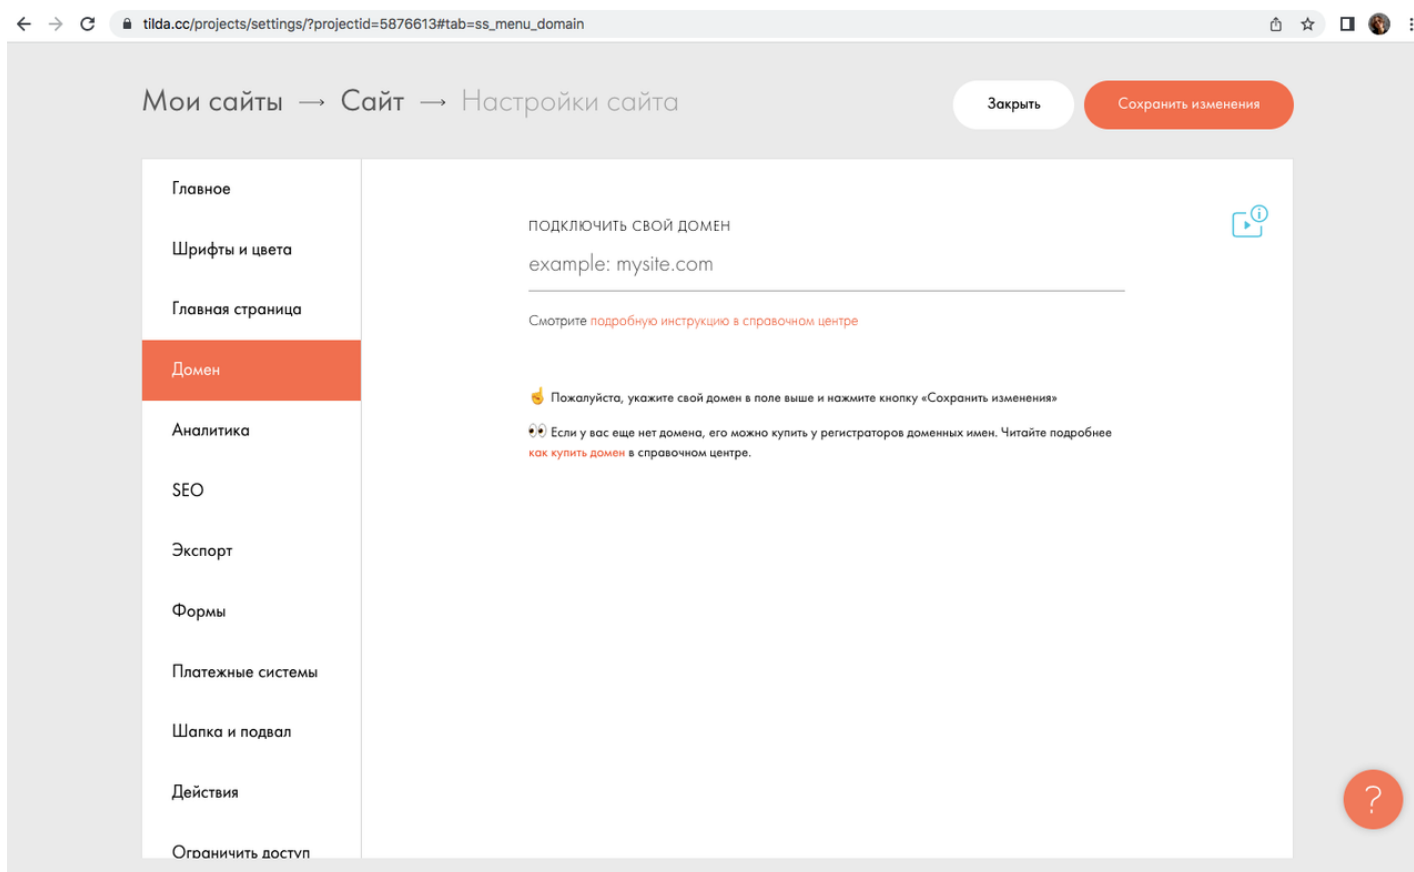 tilda.cc/projects/settings/?projectid=5876613#tab=ss_menu_domain
Мои сайты → Сайт → Настройки сайта
Закрыть
Сохранить изменения
Главное
Шрифты и цвета
Главная страница
Домен
Аналитика
SEO
Экспорт
Формы
Платежные системы
Шапка и подвал
Действия
Ограничить доступ
ПОДКЛЮЧИТЬ СВОЙ ДОМЕН
example: mysite.com
Смотрите подробную инструкцию в справочном центре
☝️ Пожалуйста, укажите свой домен в поле выше и нажмите кнопку «Сохранить изменения»
👀 Если у вас еще нет домена, его можно купить у регистраторов доменных имен. Читайте подробнее
как купить домен в справочном центре.
?